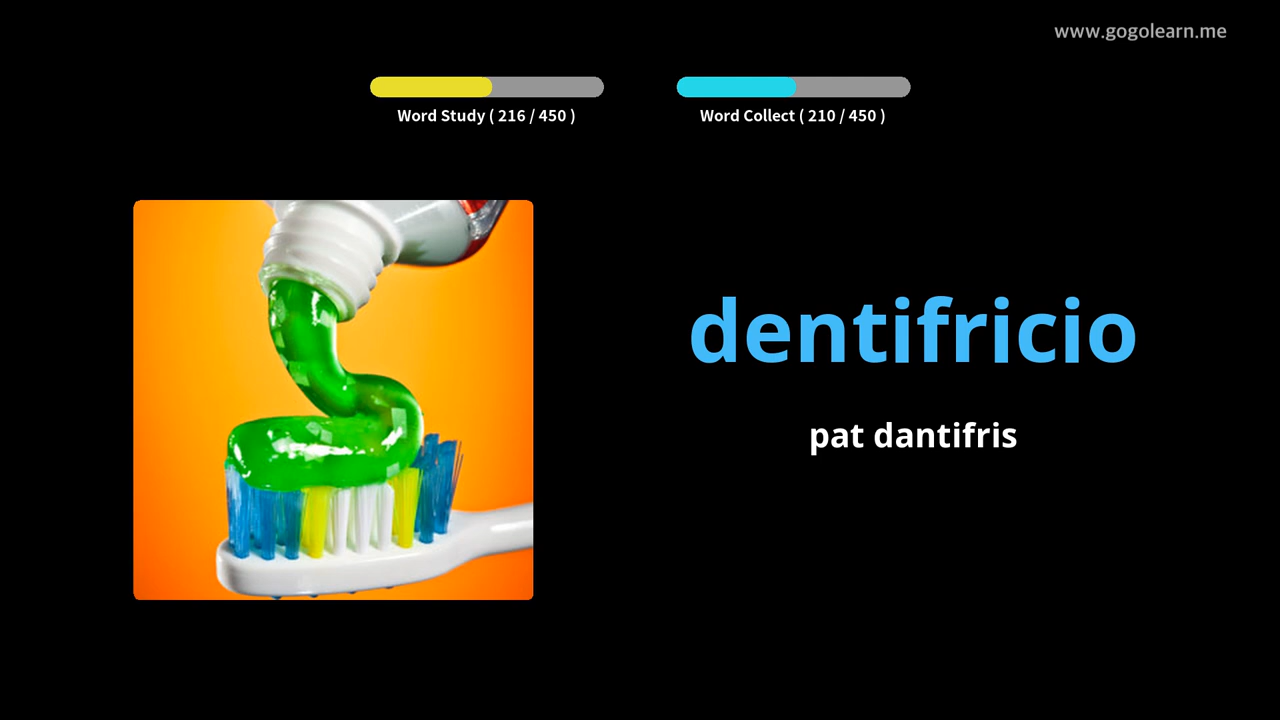 www.gogolearn.me
Word Study ( 216 / 450 )
Word Collect ( 210 / 450 )
dentifricio
pat dantifris